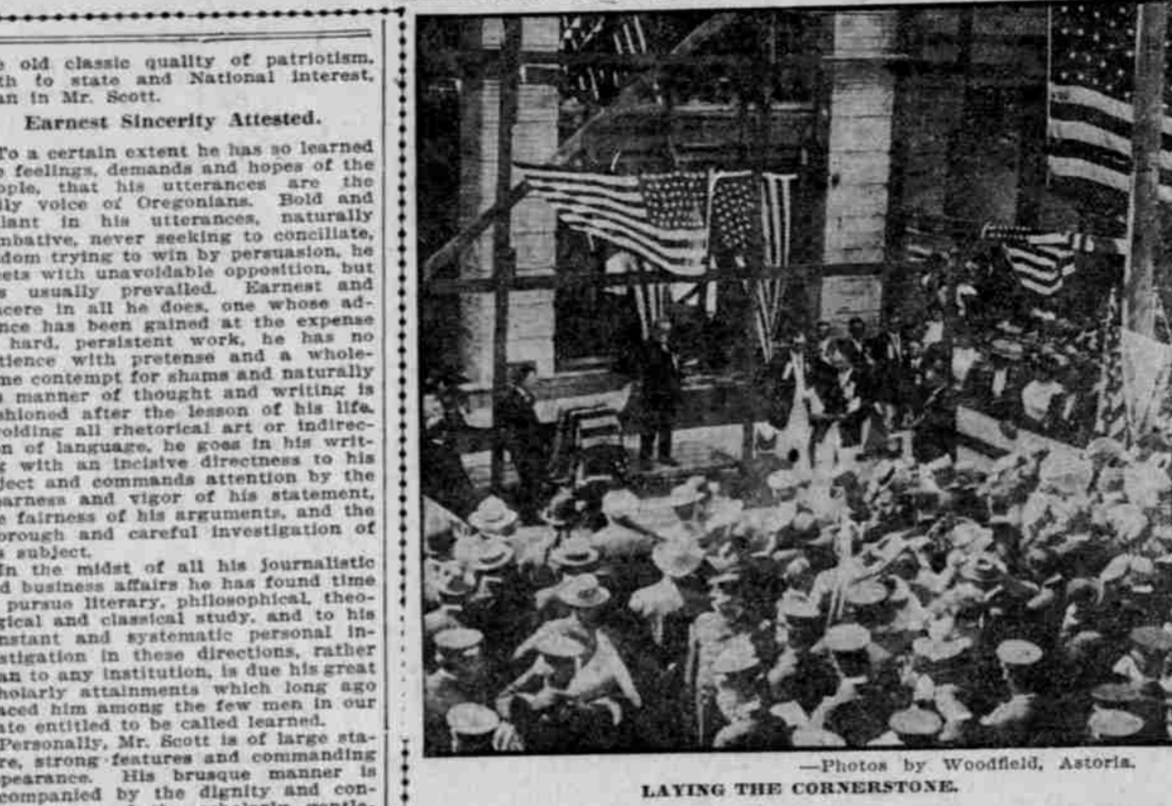 e old classic quality of patriotism,
th to state and National interest,
an in Mr. Scott.
Earnest Sincerity Attested.
To a certain extent he has so learned
e feelings, demands and hopes of the
ople, that his utterances are the
ily voice of Oregonians. Bold and
liant in his utterances, naturally
mbative, never seeking to conciliate,
ldom trying to win by persuasion, he
eets with unavoidable opposition, but
s usually prevailed. Earnest and
cere in all he does, one whose ad-
nce has been gained at the expense
hard, persistent work, he has no
tience with pretense and a whole-
me contempt for shams and naturally
s manner of thought and writing is
shioned after the lesson of his life.
voiding all rhetorical art or indirec-
on of language, he goes in his writ-
g with an incisive directness to his
ject and commands attention by the
earness and vigor of his statement,
e fairness of his arguments, and the
orough and careful investigation of
s subject.
In the midst of all his journalistic
d business affairs he has found time
pursue literary, philosophical, theo-
gical and classical study, and to his
nstant and systematic personal in-
stigation in these directions, rather
an to any institution, is due his great
holarly attainments which long ago
aced him among the few men in our
ate entitled to be called learned.
Personally, Mr. Scott is of large sta-
re, strong features and commanding
pearance. His brusque manner is
companied by the dignity and con-
—Photos by Woodfield, Astoria.
LAYING THE CORNERSTONE.